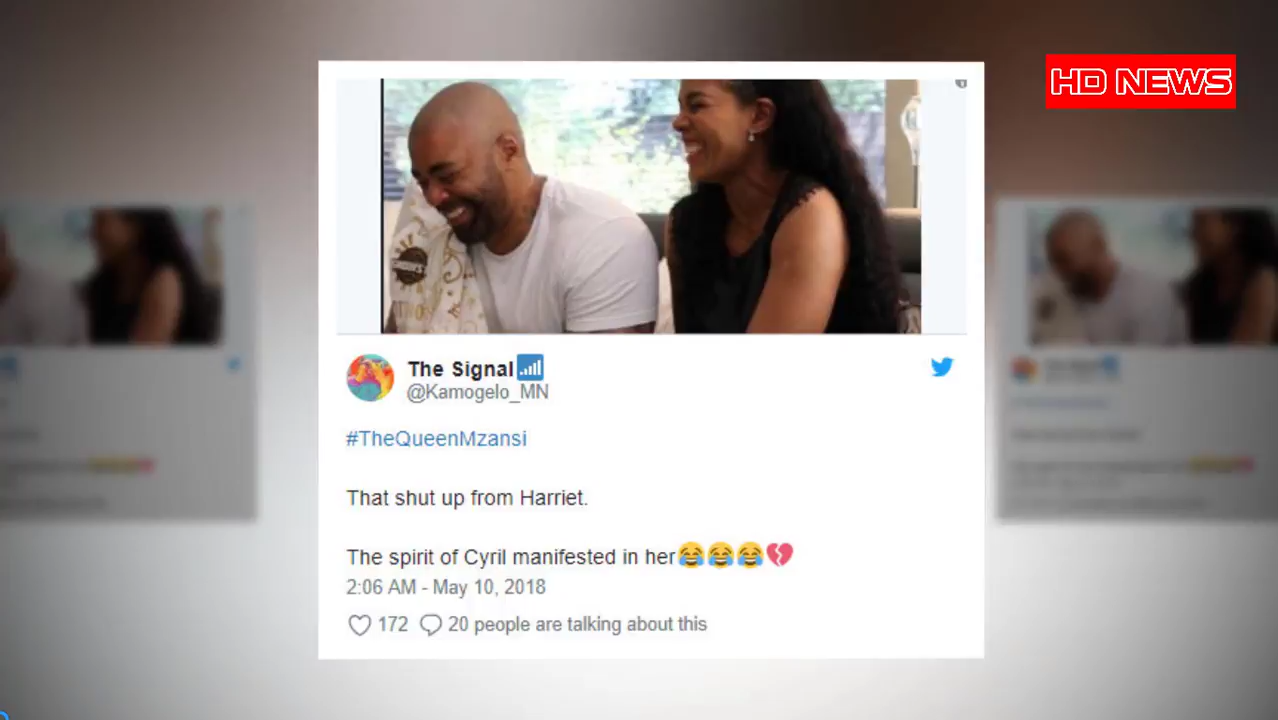 HD NEWS
The Signal
@Kamogelo_MN
#TheQueenMzansi
That shut up from Harriet.
The spirit of Cyril manifested in her😂😂😂💔
2:06 AM - May 10, 2018
172 20 people are talking about this